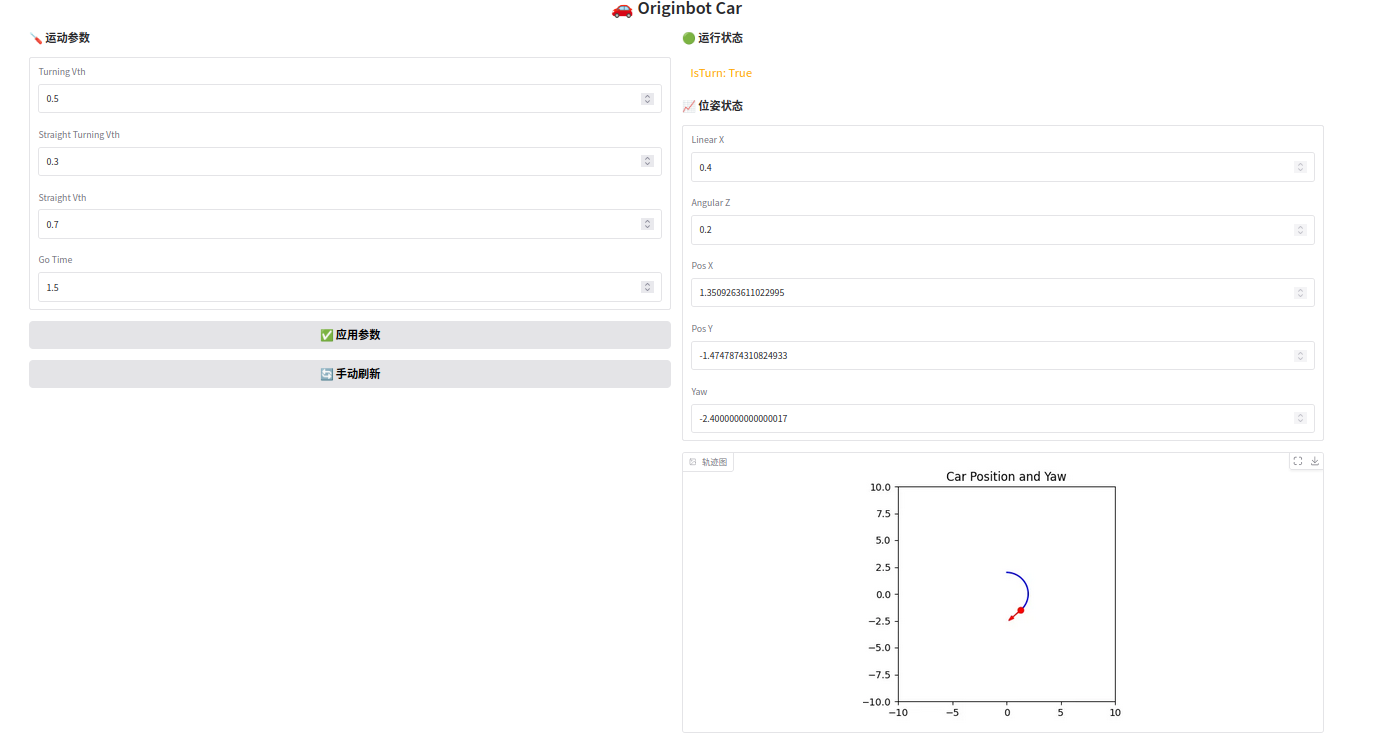 🚗 Originbot Car
🪛 运动参数
Turning Vth
0.5
Straight Turning Vth
0.3
Straight Vth
0.7
Go Time
1.5
✅ 应用参数
🔄 手动刷新
🟢 运行状态
IsTurn: True
📈 位姿状态
Linear X
0.4
Angular Z
0.2
Pos X
1.3509263611022995
Pos Y
-1.4747874310824933
Yaw
-2.4000000000000017
轨迹图
Car Position and Yaw
10.0
7.5
5.0
2.5
0.0
−2.5
−5.0
−7.5
−10.0
−10
−5
0
5
10